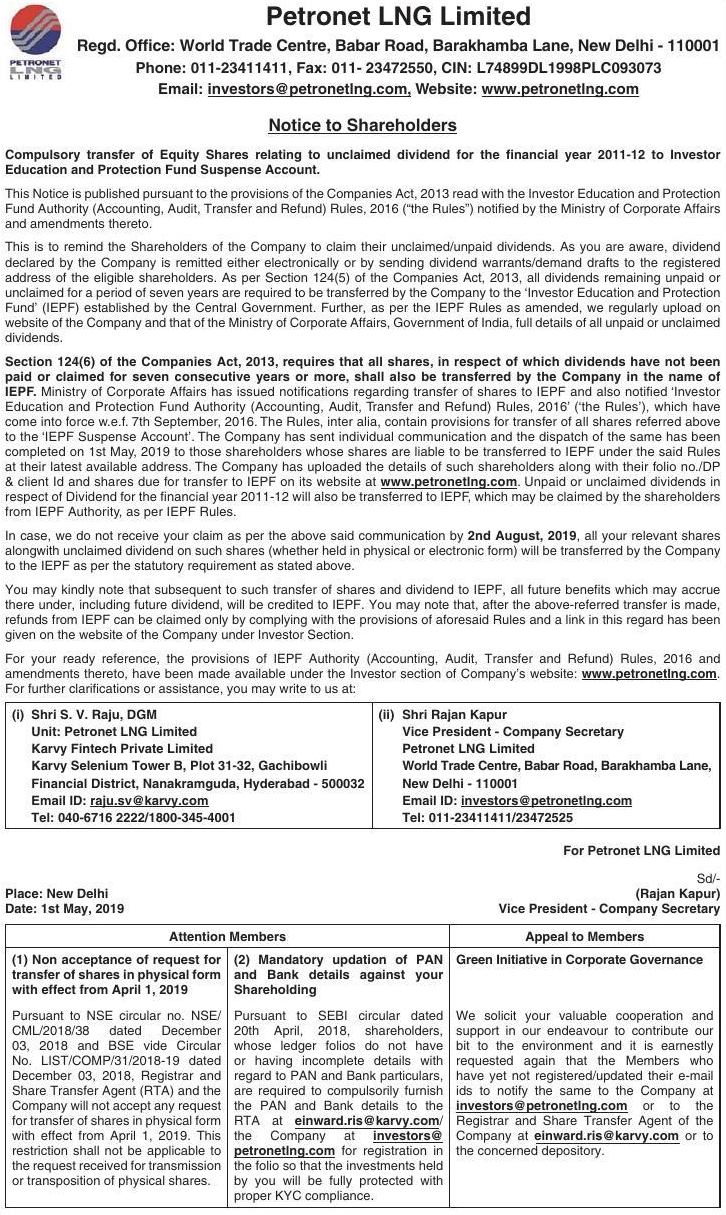 PETRONET
LNG
LIMITED
Petronet LNG Limited
Regd. Office: World Trade Centre, Babar Road, Barakhamba Lane, New Delhi - 110001
Phone: 011-23411411, Fax: 011- 23472550, CIN: L74899DL1998PLC093073
Email: investors@petronetlng.com, Website: www.petronetlng.com
Notice to Shareholders
Compulsory transfer of Equity Shares relating to unclaimed dividend for the financial year 2011-12 to Investor
Education and Protection Fund Suspense Account.
This Notice is published pursuant to the provisions of the Companies Act, 2013 read with the Investor Education and Protection
Fund Authority (Accounting, Audit, Transfer and Refund) Rules, 2016 (“the Rules”) notified by the Ministry of Corporate Affairs
and amendments thereto.
This is to remind the Shareholders of the Company to claim their unclaimed/unpaid dividends. As you are aware, dividend
declared by the Company is remitted either electronically or by sending dividend warrants/demand drafts to the registered
address of the eligible shareholders. As per Section 124(5) of the Companies Act, 2013, all dividends remaining unpaid or
unclaimed for a period of seven years are required to be transferred by the Company to the ‘Investor Education and Protection
Fund’ (IEPF) established by the Central Government. Further, as per the IEPF Rules as amended, we regularly upload on
website of the Company and that of the Ministry of Corporate Affairs, Government of India, full details of all unpaid or unclaimed
dividends.
Section 124(6) of the Companies Act, 2013, requires that all shares, in respect of which dividends have not been
paid or claimed for seven consecutive years or more, shall also be transferred by the Company in the name of
IEPF. Ministry of Corporate Affairs has issued notifications regarding transfer of shares to IEPF and also notified ‘Investor
Education and Protection Fund Authority (Accounting, Audit, Transfer and Refund) Rules, 2016’ (‘the Rules’), which have
come into force w.e.f. 7th September, 2016. The Rules, inter alia, contain provisions for transfer of all shares referred above
to the ‘IEPF Suspense Account’. The Company has sent individual communication and the dispatch of the same has been
completed on 1st May, 2019 to those shareholders whose shares are liable to be transferred to IEPF under the said Rules
at their latest available address. The Company has uploaded the details of such shareholders along with their folio no./DP
& client Id and shares due for transfer to IEPF on its website at www.petronetlng.com. Unpaid or unclaimed dividends in
respect of Dividend for the financial year 2011-12 will also be transferred to IEPF, which may be claimed by the shareholders
from IEPF Authority, as per IEPF Rules.
In case, we do not receive your claim as per the above said communication by 2nd August, 2019, all your relevant shares
alongwith unclaimed dividend on such shares (whether held in physical or electronic form) will be transferred by the Company
to the IEPF as per the statutory requirement as stated above.
You may kindly note that subsequent to such transfer of shares and dividend to IEPF, all future benefits which may accrue
there under, including future dividend, will be credited to IEPF. You may note that, after the above-referred transfer is made,
refunds from IEPF can be claimed only by complying with the provisions of aforesaid Rules and a link in this regard has been
given on the website of the Company under Investor Section.
For your ready reference, the provisions of IEPF Authority (Accounting, Audit, Transfer and Refund) Rules, 2016 and
amendments thereto, have been made available under the Investor section of Company’s website: www.petronetlng.com.
For further clarifications or assistance, you may write to us at:
(i) Shri S. V. Raju, DGM
Unit: Petronet LNG Limited
Karvy Fintech Private Limited
Karvy Selenium Tower B, Plot 31-32, Gachibowli
Financial District, Nanakramguda, Hyderabad - 500032
Email ID: raju.sv@karvy.com
Tel: 040-6716 2222/1800-345-4001
(ii) Shri Rajan Kapur
Vice President - Company Secretary
Petronet LNG Limited
World Trade Centre, Babar Road, Barakhamba Lane,
New Delhi - 110001
Email ID: investors@petronetlng.com
Tel: 011-23411411/23472525
For Petronet LNG Limited
Sd/-
Place: New Delhi (Rajan Kapur)
Date: 1st May, 2019 Vice President - Company Secretary
Attention Members
(1) Non acceptance of request for
transfer of shares in physical form
with effect from April 1, 2019
Pursuant to NSE circular no. NSE/
CML/2018/38 dated December
03, 2018 and BSE vide Circular
No. LIST/COMP/31/2018-19 dated
December 03, 2018, Registrar and
Share Transfer Agent (RTA) and the
Company will not accept any request
for transfer of shares in physical form
with effect from April 1, 2019. This
restriction shall not be applicable to
the request received for transmission
or transposition of physical shares.
(2) Mandatory updation of PAN
and Bank details against your
Shareholding
Pursuant to SEBI circular dated
20th April, 2018, shareholders,
whose ledger folios do not have
or having incomplete details with
regard to PAN and Bank particulars,
are required to compulsorily furnish
the PAN and Bank details to the
RTA at einward.ris@karvy.com/
the Company at investors@
petronetlng.com for registration in
the folio so that the investments held
by you will be fully protected with
proper KYC compliance.
Appeal to Members
Green Initiative in Corporate Governance
We solicit your valuable cooperation and
support in our endeavour to contribute our
bit to the environment and it is earnestly
requested again that the Members who
have yet not registered/updated their e-mail
ids to notify the same to the Company at
investors@petronetlng.com or to the
Registrar and Share Transfer Agent of the
Company at einward.ris@karvy.com or to
the concerned depository.